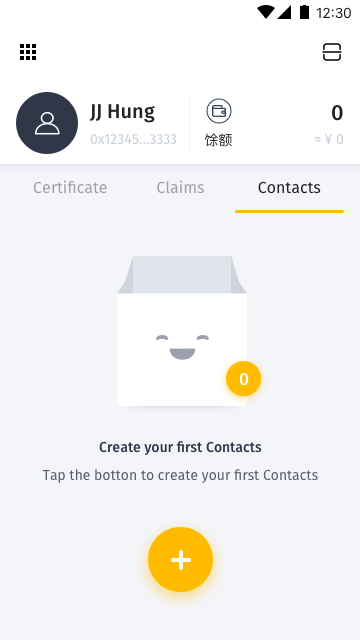 12:30
JJ Hung
0x12345...3333
馀额
0
≈ ¥ 0
Certificate
Claims
Contacts
0
Create your first Contacts
Tap the botton to create your first Contacts